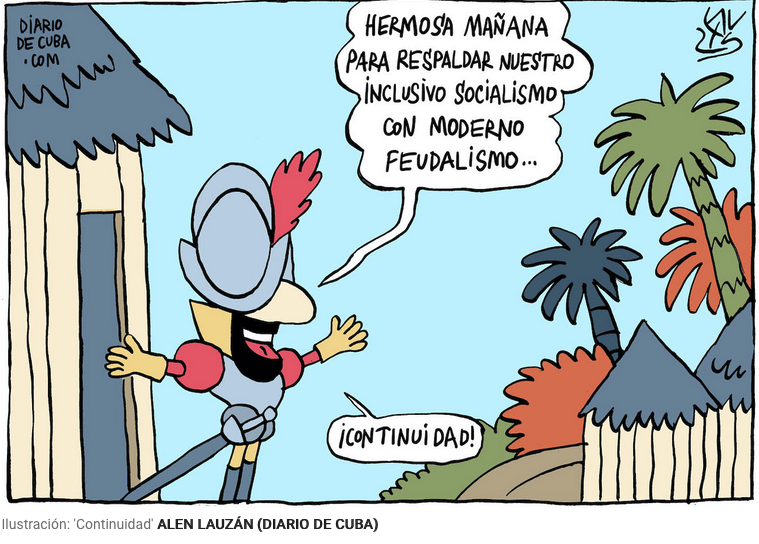 DIARIO
DE CUBA
.COM
HERMOSA MAÑANA
PARA RESPALDAR NUESTRO
INCLUSIVO SOCIALISMO
CON MODERNO
FEUDALISMO...
¡CONTINUIDAD!
Ilustración: 'Continuidad' ALEN LAUZÁN (DIARIO DE CUBA)